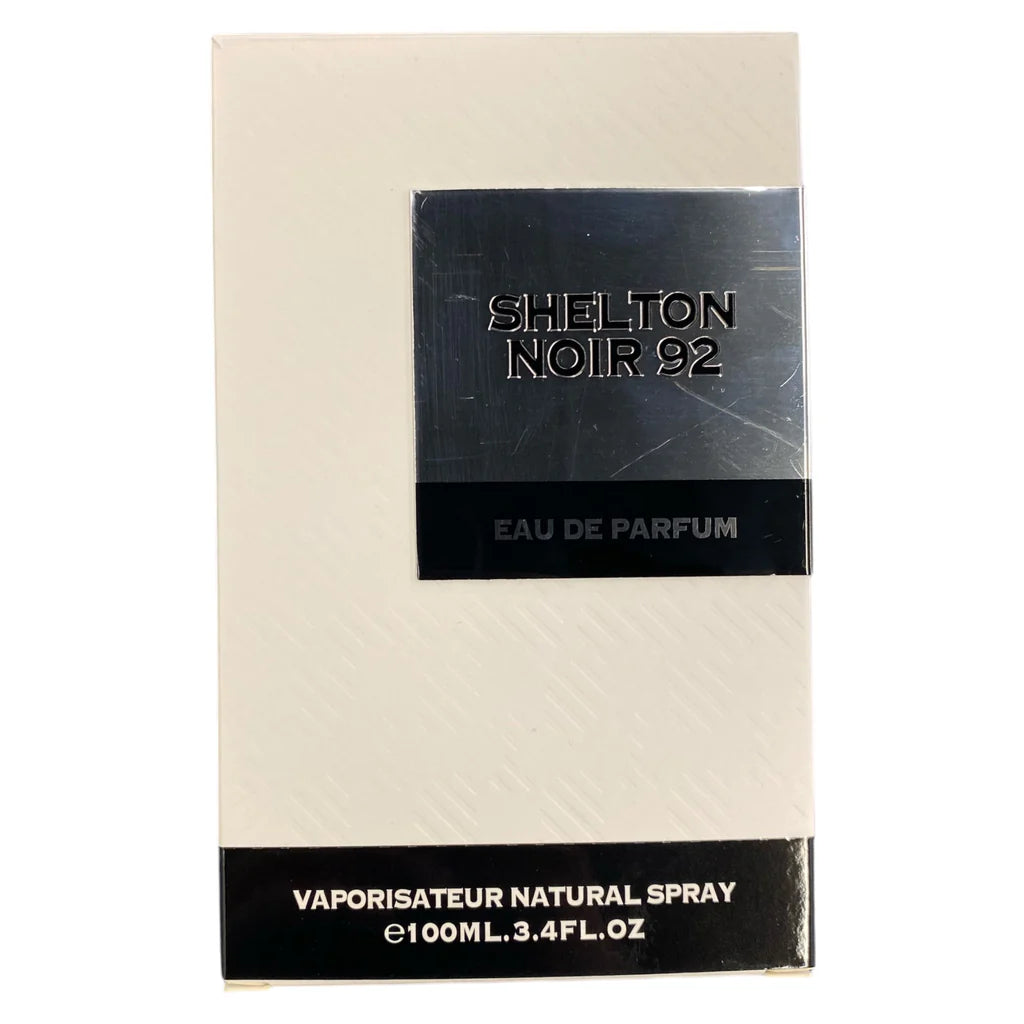 SHELTON
NOIR 92
EAU DE PARFUM
VAPORISATEUR NATURAL SPRAY
℮100ML.3.4FL.OZ